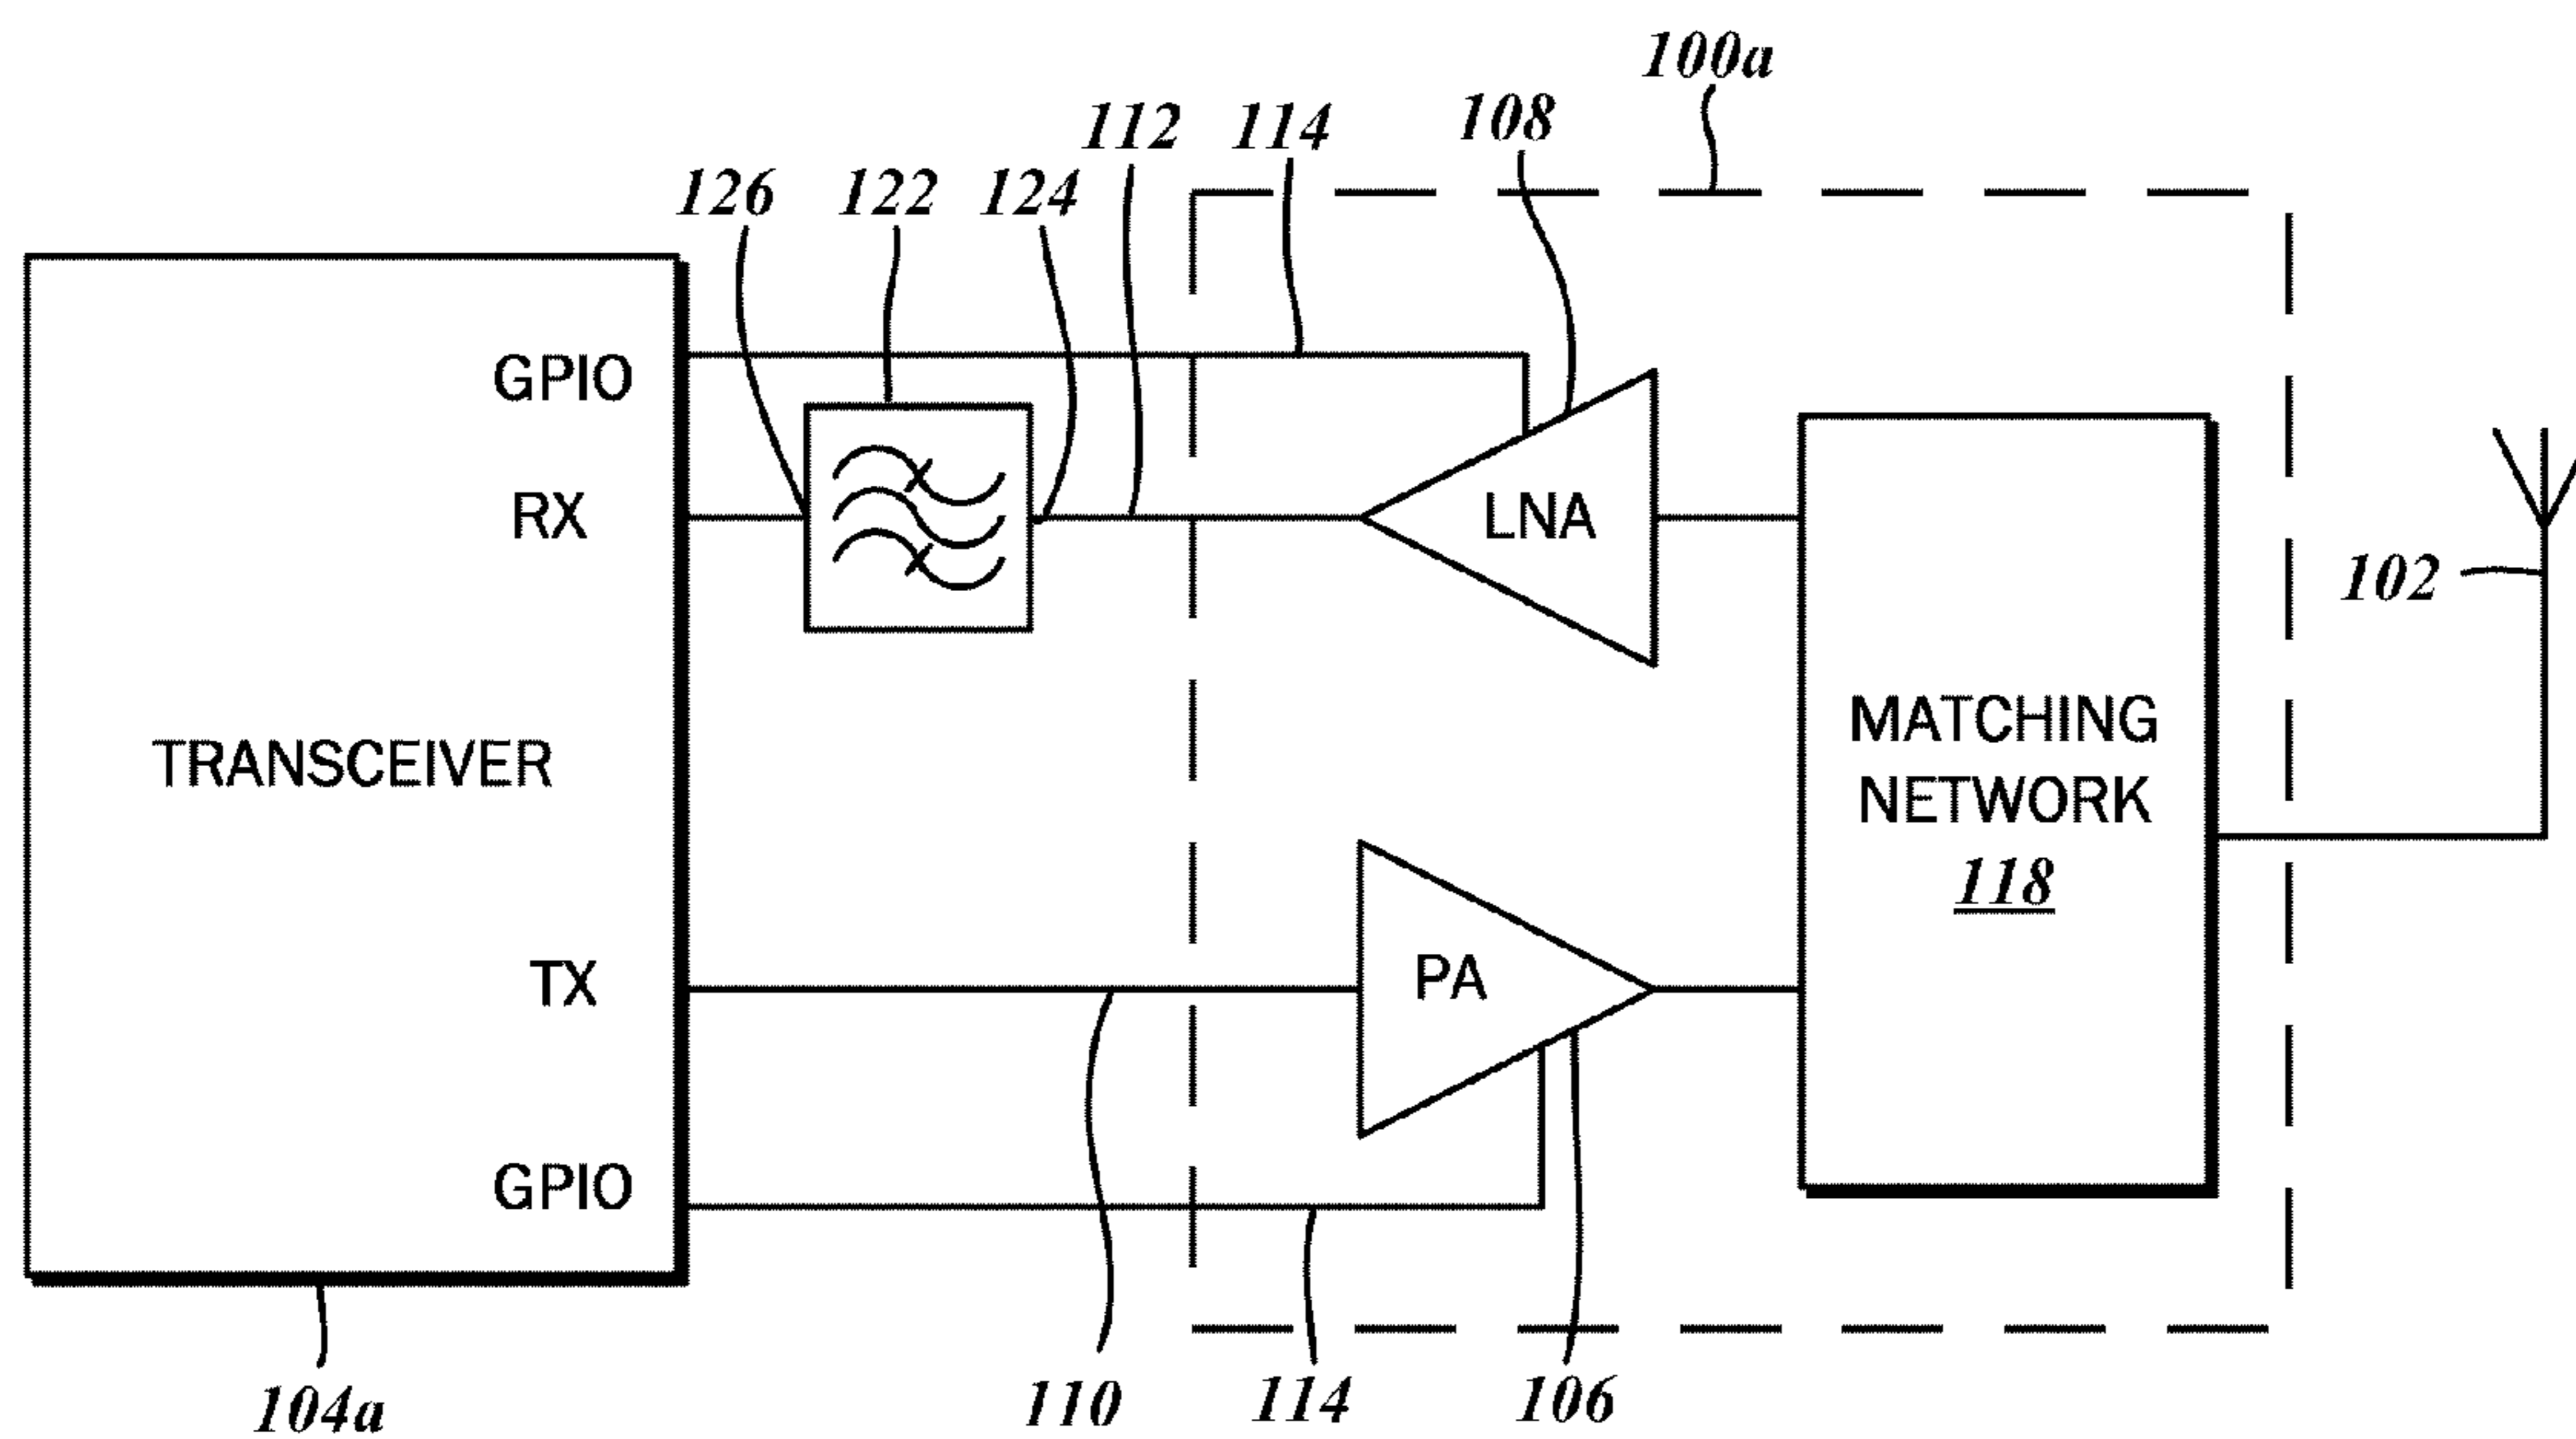 100a
108
112
114
126
122
124
GPIO
RX
LNA
102
TRANSCEIVER
MATCHING
NETWORK
118
TX
PA
GPIO
104a
110
114
106